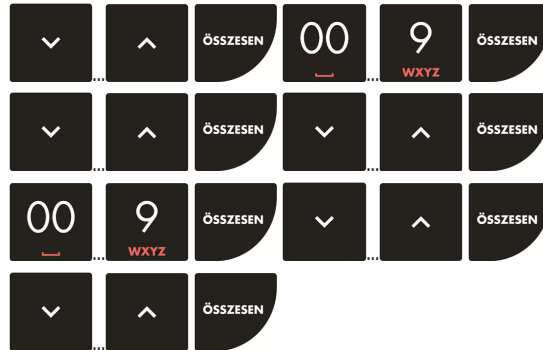 ... ÖSSZESEN 00 ... 9 WXYZ ÖSSZESEN
... ÖSSZESEN ... ÖSSZESEN
00 ... 9 WXYZ ÖSSZESEN ... ÖSSZESEN
... ÖSSZESEN